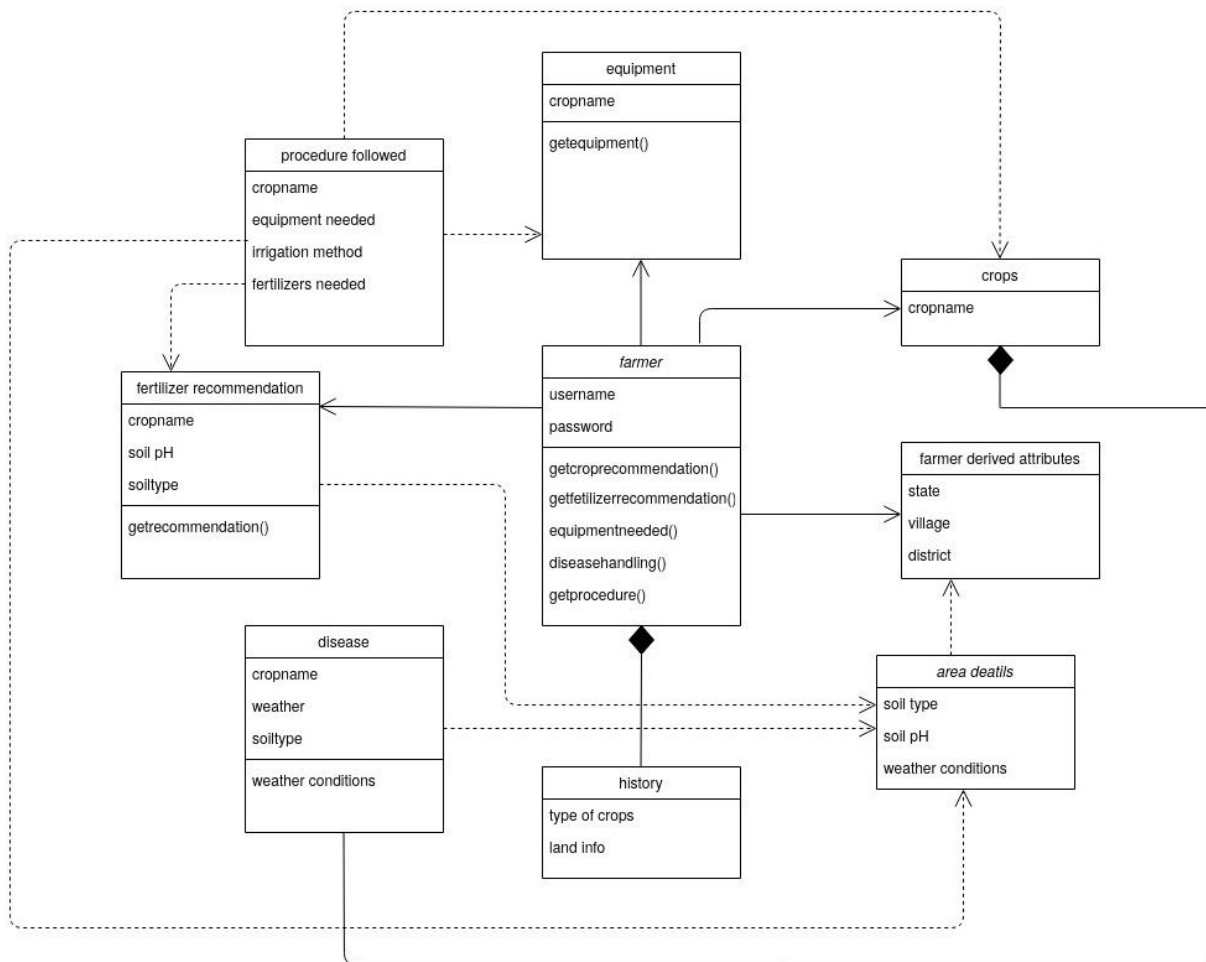 equipment
cropname
getequipment()
procedure followed
cropname
equipment needed
irrigation method
fertilizers needed
crops
cropname
farmer
username
password
getcroprecommendation()
getfetilizerrecommendation()
equipmentneeded()
diseasehandling()
getprocedure()
fertilizer recommendation
cropname
soil pH
soiltype
getrecommendation()
farmer derived attributes
state
village
district
disease
cropname
weather
soiltype
weather conditions
area deatils
soil type
soil pH
weather conditions
history
type of crops
land info